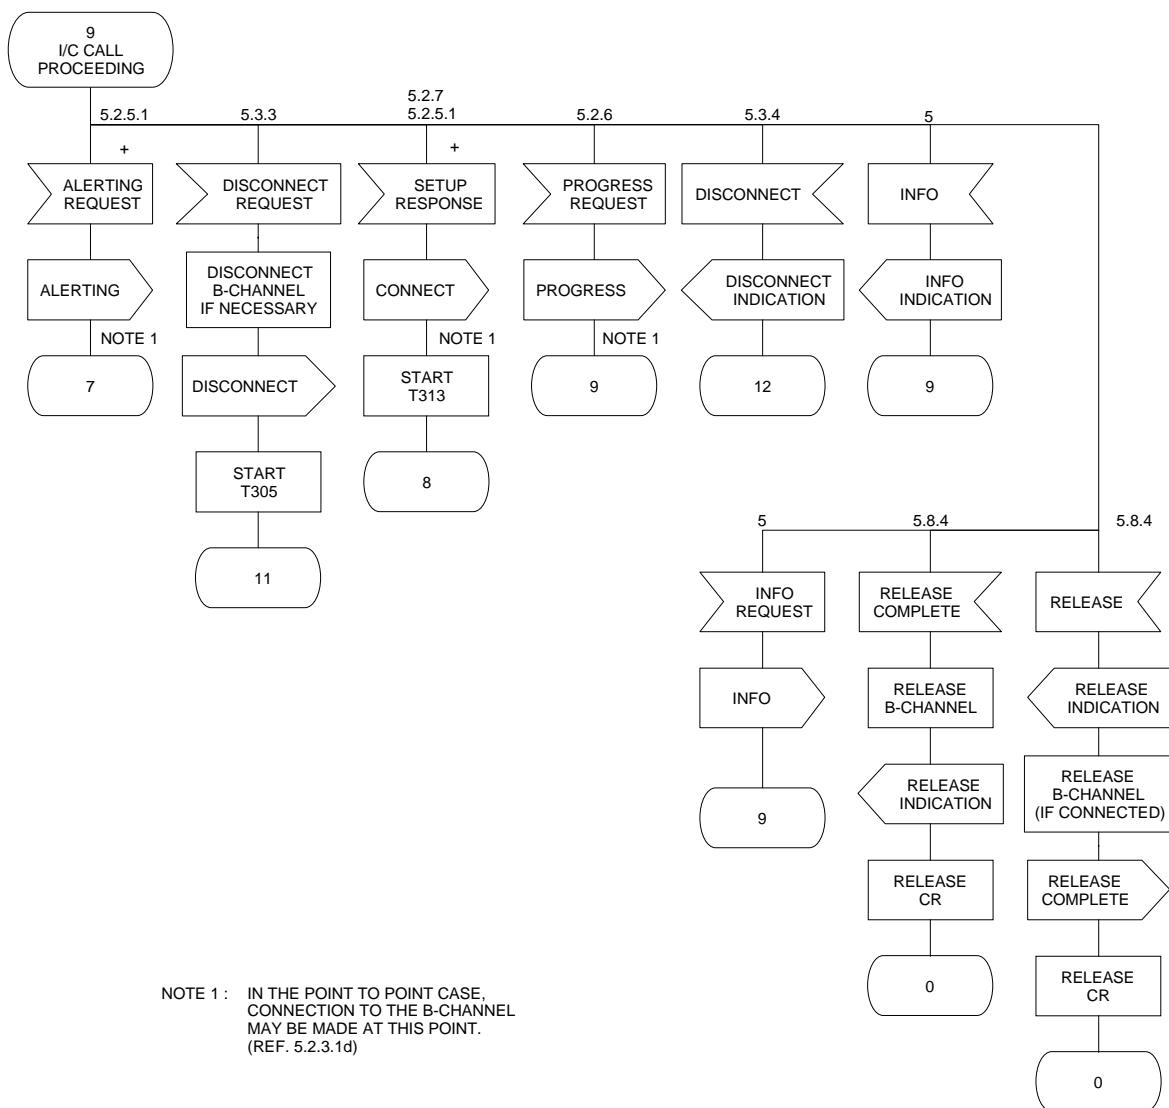 9
I/C CALL
PROCEEDING
5.2.7
5.2.5.1
5.3.3
5.2.5.1
5.2.6
5.3.4
5
+
+
ALERTING
REQUEST
DISCONNECT
REQUEST
SETUP
RESPONSE
PROGRESS
REQUEST
DISCONNECT
INFO
ALERTING
DISCONNECT
B-CHANNEL
IF NECESSARY
CONNECT
PROGRESS
DISCONNECT
INDICATION
INFO
INDICATION
NOTE 1
NOTE 1
NOTE 1
7
DISCONNECT
START
T313
9
12
9
START
T305
8
11
5
5.8.4
5.8.4
INFO
REQUEST
RELEASE
COMPLETE
RELEASE
INFO
RELEASE
B-CHANNEL
RELEASE
INDICATION
9
RELEASE
INDICATION
RELEASE
B-CHANNEL
(IF CONNECTED)
RELEASE
CR
RELEASE
COMPLETE
0
RELEASE
CR
0
NOTE 1 : IN THE POINT TO POINT CASE,
CONNECTION TO THE B-CHANNEL
MAY BE MADE AT THIS POINT.
(REF. 5.2.3.1d)